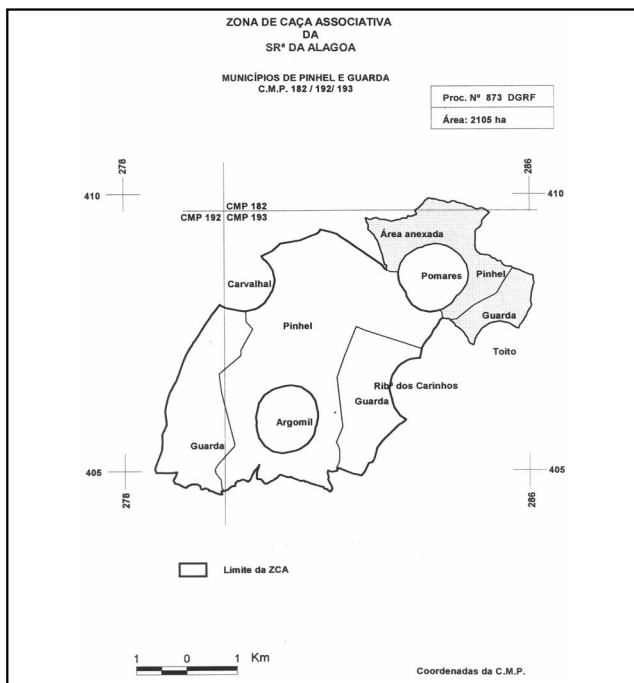 ZONA DE CAÇA ASSOCIATIVA
DA
SRª DA ALAGOA
MUNICÍPIOS DE PINHEL E GUARDA
C.M.P. 182 / 192/ 193
Proc. Nº 873 DGRF
Área: 2105 ha
278
286
410
410
CMP 182
CMP 192
CMP 193
Área anexada
Carvalhal
Pomares
Pinhel
Guarda
Pinhel
Toito
Ribª dos Carinhos
Guarda
Argomil
Guarda
405
405
278
286
Limite da ZCA
1 0 1 Km
Coordenadas da C.M.P.